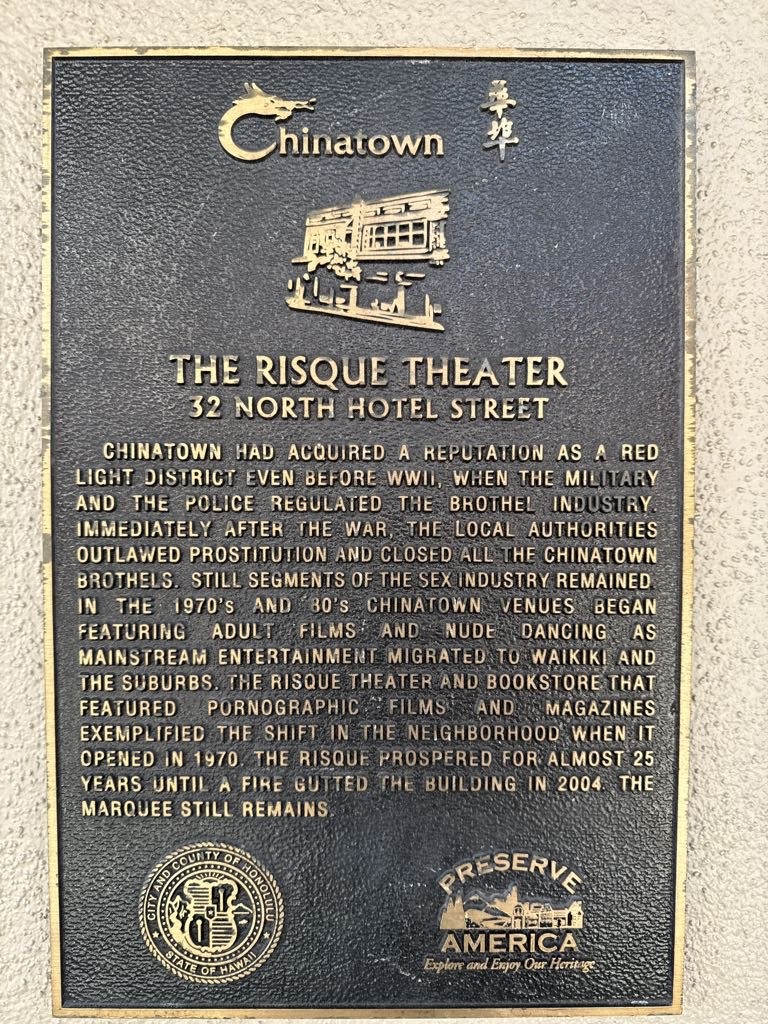 Chinatown
華埠
THE RISQUE THEATER
32 NORTH HOTEL STREET
CHINATOWN HAD ACQUIRED A REPUTATION AS A RED
LIGHT DISTRICT EVEN BEFORE WWII, WHEN THE MILITARY
AND THE POLICE REGULATED THE BROTHEL INDUSTRY.
IMMEDIATELY AFTER THE WAR, THE LOCAL AUTHORITIES
OUTLAWED PROSTITUTION AND CLOSED ALL THE CHINATOWN
BROTHELS. STILL SEGMENTS OF THE SEX INDUSTRY REMAINED
IN THE 1970's AND 80's CHINATOWN VENUES BEGAN
FEATURING ADULT FILMS AND NUDE DANCING AS
MAINSTREAM ENTERTAINMENT MIGRATED TO WAIKIKI AND
THE SUBURBS. THE RISQUE THEATER AND BOOKSTORE THAT
FEATURED PORNOGRAPHIC FILMS AND MAGAZINES
EXEMPLIFIED THE SHIFT IN THE NEIGHBORHOOD WHEN IT
OPENED IN 1970. THE RISQUE PROSPERED FOR ALMOST 25
YEARS UNTIL A FIRE GUTTED THE BUILDING IN 2004. THE
MARQUEE STILL REMAINS.
CITY AND COUNTY OF HONOLULU
STATE OF HAWAII
PRESERVE
AMERICA
Explore and Enjoy Our Heritage